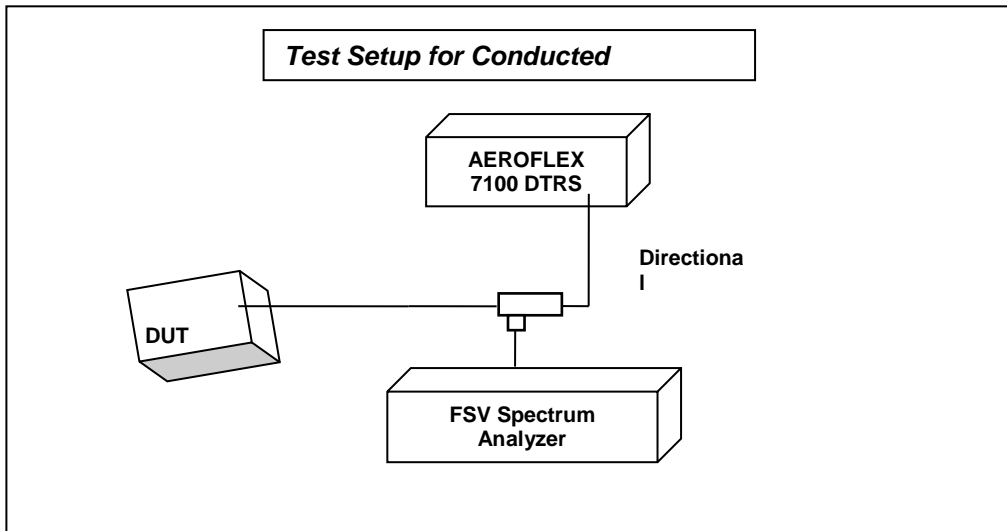 Test Setup for Conducted
AEROFLEX
7100 DTRS
Directiona
l
DUT
FSV Spectrum
Analyzer